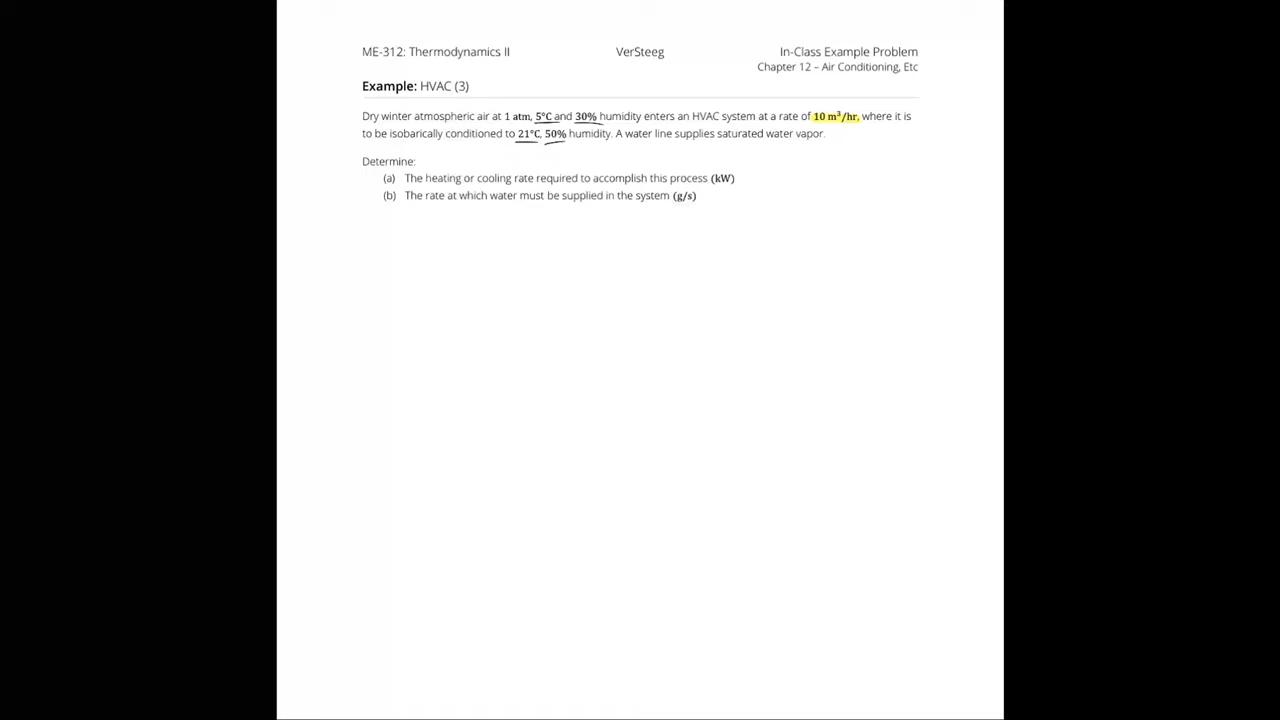 ME-312: Thermodynamics II VerSteeg In-Class Example Problem
Chapter 12 – Air Conditioning, Etc
Example: HVAC (3)
Dry winter atmospheric air at 1 atm, 5°C and 30% humidity enters an HVAC system at a rate of 10 m³/hr, where it is
to be isobarically conditioned to 21°C, 50% humidity. A water line supplies saturated water vapor.
Determine:
(a) The heating or cooling rate required to accomplish this process (kW)
(b) The rate at which water must be supplied in the system (g/s)